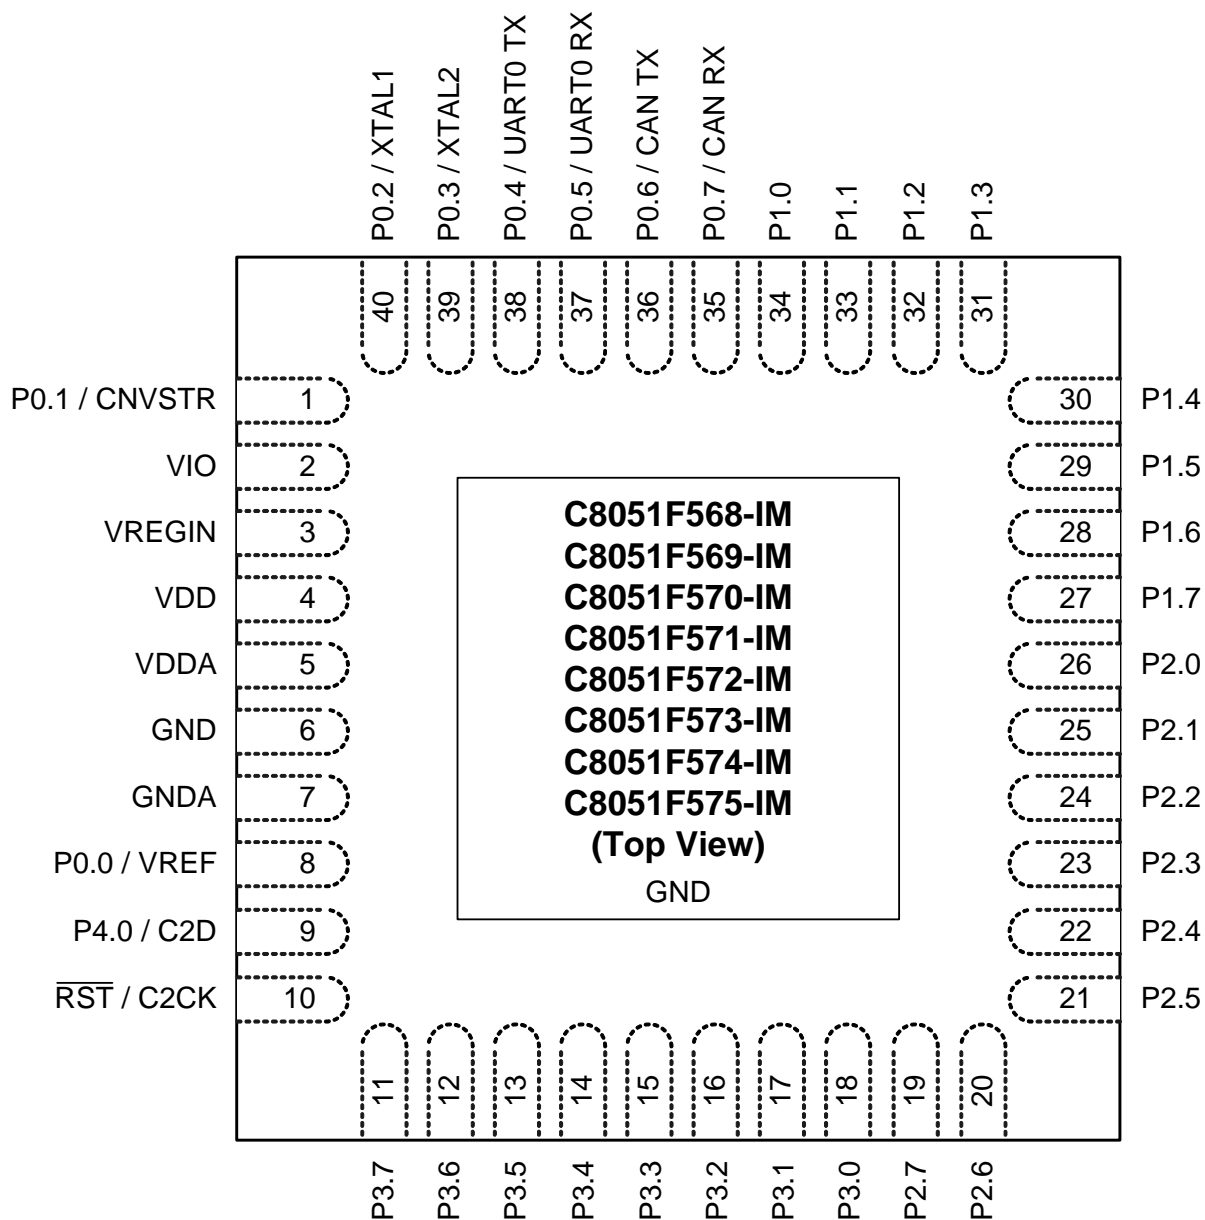 P0.2 / XTAL1
P0.3 / XTAL2
P0.4 / UART0 TX
P0.5 / UART0 RX
P0.6 / CAN TX
P0.7 / CAN RX
P1.0
P1.1
P1.2
P1.3
40
39
38
37
36
35
34
33
32
31
P0.1 / CNVSTR 1
VIO 2
VREGIN 3
VDD 4
VDDA 5
GND 6
GNDA 7
P0.0 / VREF 8
P4.0 / C2D 9
RST / C2CK 10
C8051F568-IM
C8051F569-IM
C8051F570-IM
C8051F571-IM
C8051F572-IM
C8051F573-IM
C8051F574-IM
C8051F575-IM
(Top View)
GND
30 P1.4
29 P1.5
28 P1.6
27 P1.7
26 P2.0
25 P2.1
24 P2.2
23 P2.3
22 P2.4
21 P2.5
11
12
13
14
15
16
17
18
19
20
P3.7
P3.6
P3.5
P3.4
P3.3
P3.2
P3.1
P3.0
P2.7
P2.6